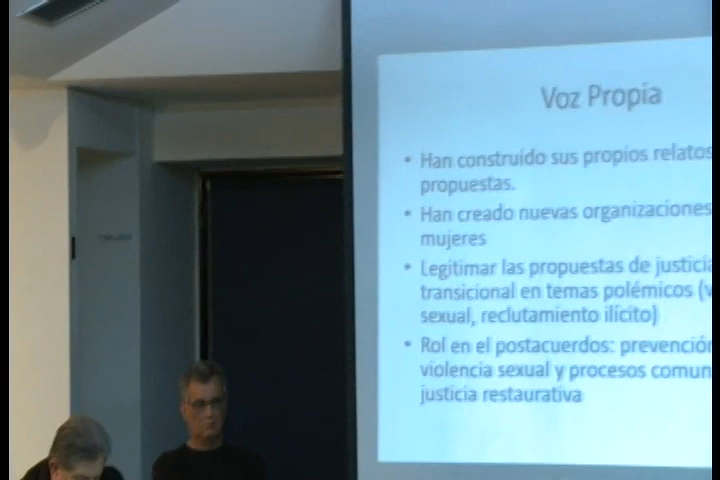 Voz Propia
• Han construido sus propios relatos
propuestas.
• Han creado nuevas organizaciones
mujeres
• Legitimar las propuestas de justicia
transicional en temas polémicos (v
sexual, reclutamiento ilícito)
• Rol en el postacuerdos: prevención
violencia sexual y procesos comun
justicia restaurativa